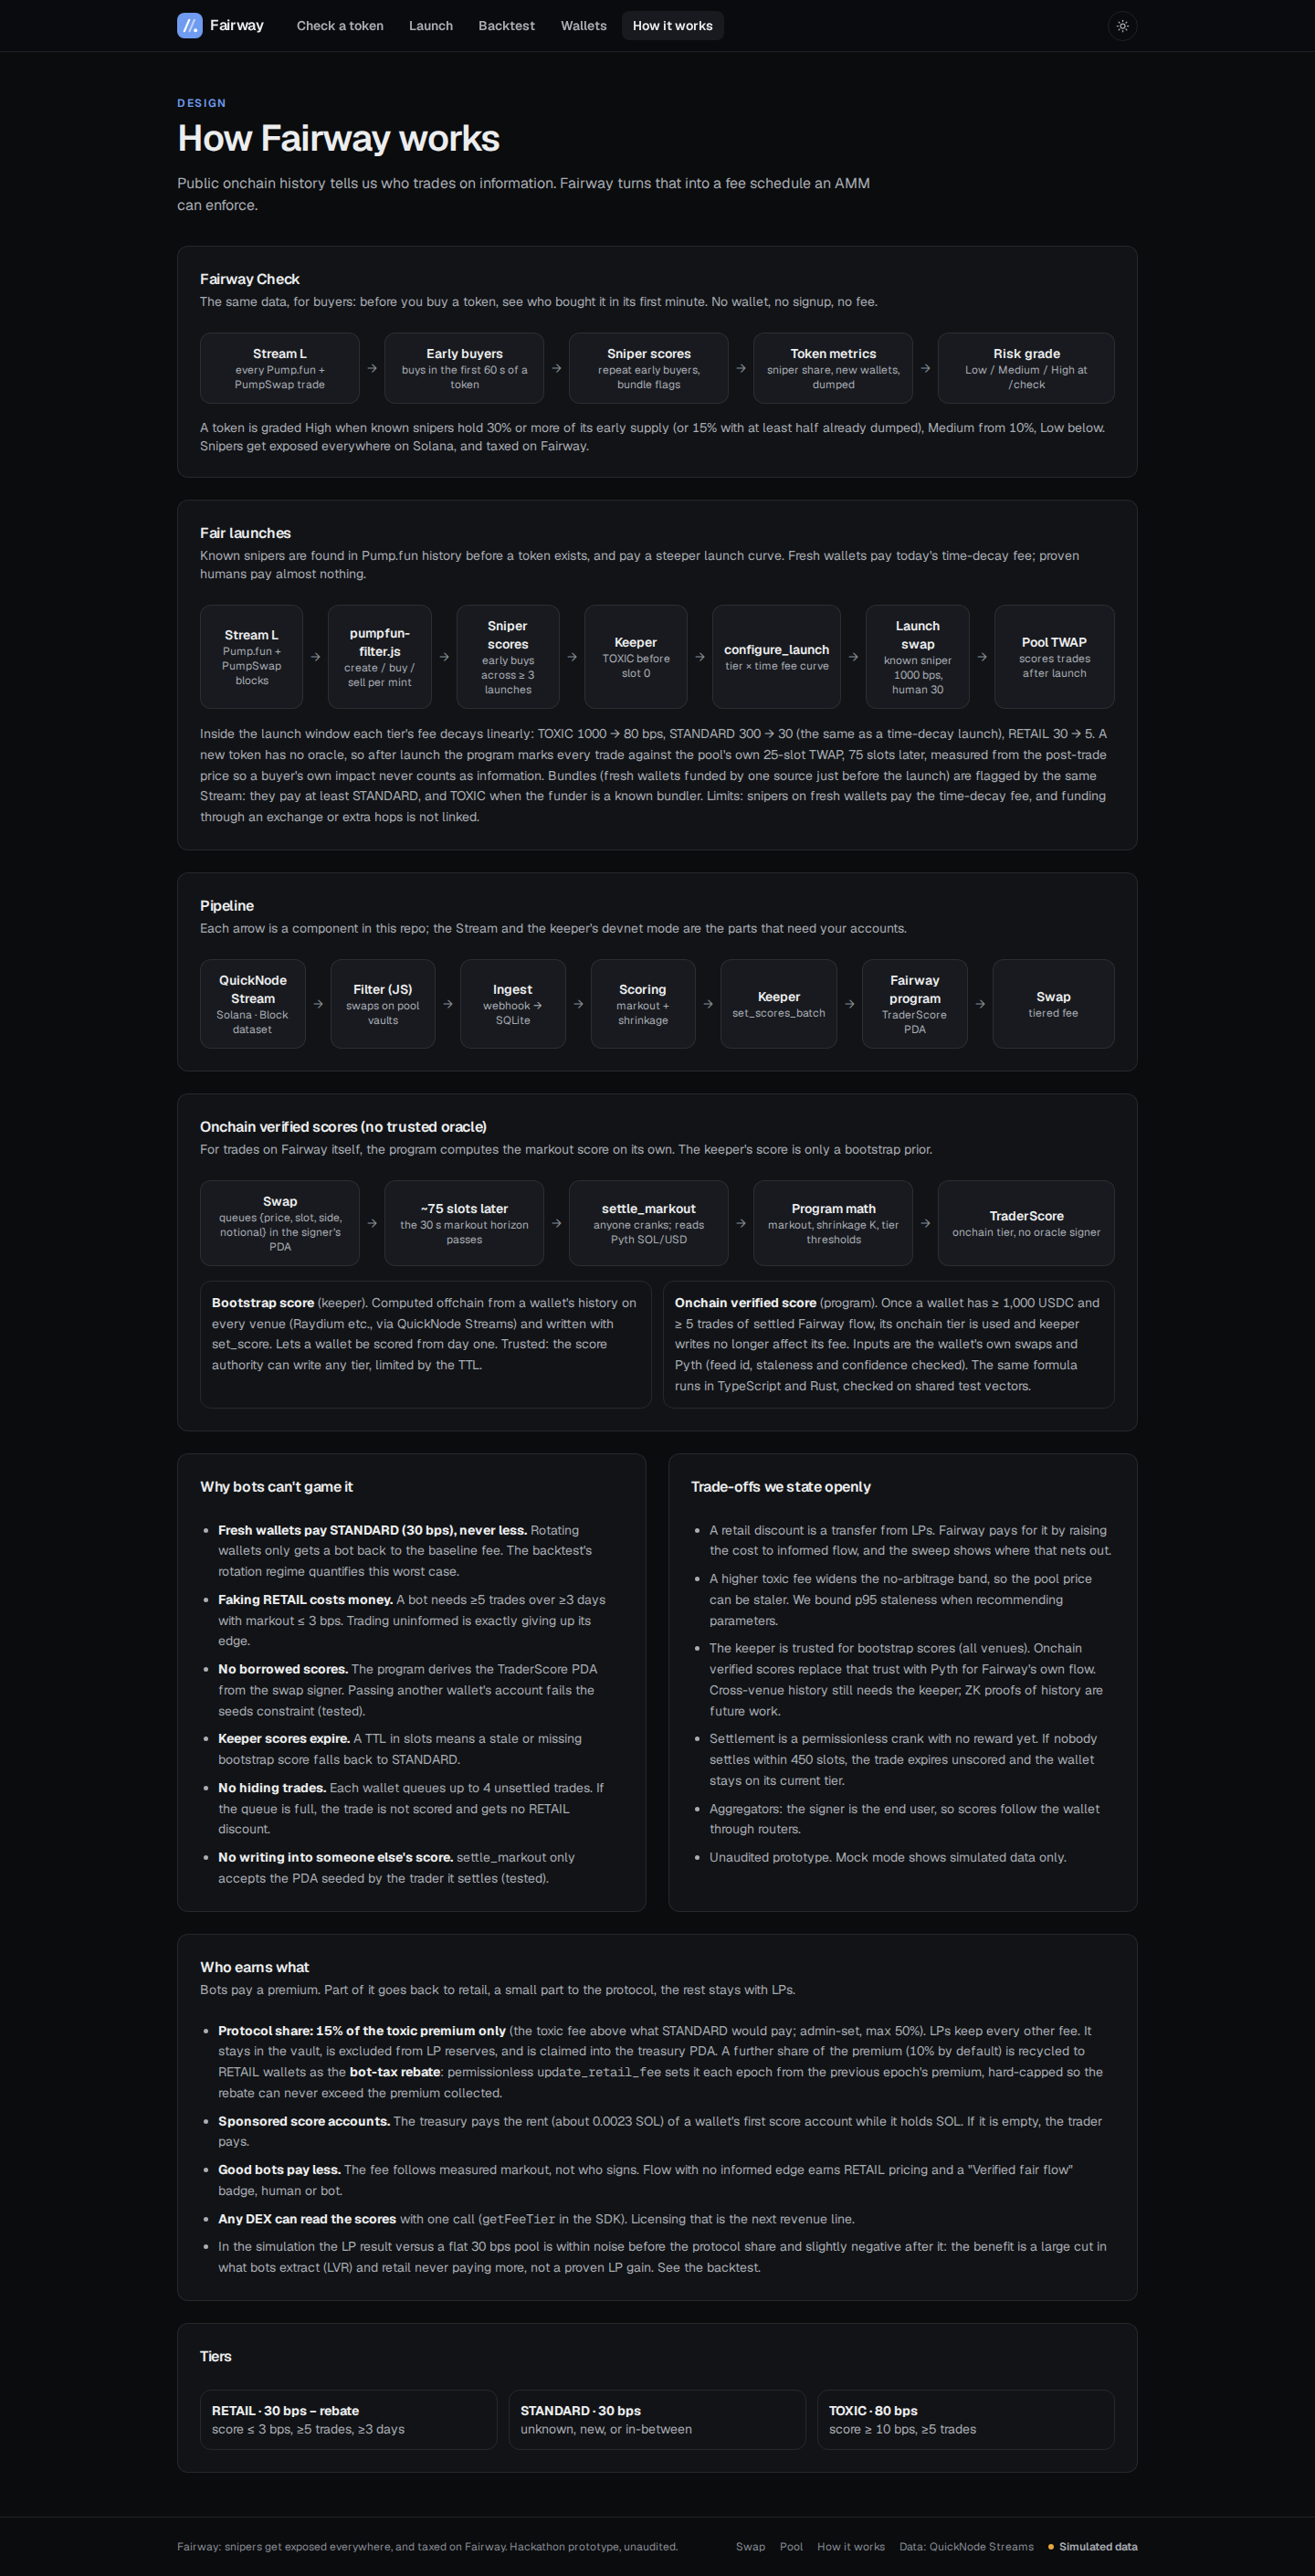 Fairway
Check a token
Launch
Backtest
Wallets
How it works
DESIGN
How Fairway works
Public onchain history tells us who trades on information. Fairway turns that into a fee schedule an AMM
can enforce.
Fairway Check
The same data, for buyers: before you buy a token, see who bought it in its first minute. No wallet, no signup, no fee.
Stream L
every Pump.fun +
PumpSwap trade
→
Early buyers
buys in the first 60 s of a
token
→
Sniper scores
repeat early buyers,
bundle flags
→
Token metrics
sniper share, new wallets,
dumped
→
Risk grade
Low / Medium / High at
/check
A token is graded High when known snipers hold 30% or more of its early supply (or 15% with at least half already dumped), Medium from 10%, Low below.
Snipers get exposed everywhere on Solana, and taxed on Fairway.
Fair launches
Known snipers are found in Pump.fun history before a token exists, and pay a steeper launch curve. Fresh wallets pay today's time-decay fee; proven
humans pay almost nothing.
Stream L
Pump.fun +
PumpSwap
blocks
→
pumpfun-
filter.js
create / buy /
sell per mint
→
Sniper
scores
early buys
across ≥ 3
launches
→
Keeper
TOXIC before
slot 0
→
configure_launch
tier × time fee curve
→
Launch
swap
known sniper
1000 bps,
human 30
→
Pool TWAP
scores trades
after launch
Inside the launch window each tier's fee decays linearly: TOXIC 1000 → 80 bps, STANDARD 300 → 30 (the same as a time-decay launch), RETAIL 30 → 5. A
new token has no oracle, so after launch the program marks every trade against the pool's own 25-slot TWAP, 75 slots later, measured from the post-trade
price so a buyer's own impact never counts as information. Bundles (fresh wallets funded by one source just before the launch) are flagged by the same
Stream: they pay at least STANDARD, and TOXIC when the funder is a known bundler. Limits: snipers on fresh wallets pay the time-decay fee, and funding
through an exchange or extra hops is not linked.
Pipeline
Each arrow is a component in this repo; the Stream and the keeper's devnet mode are the parts that need your accounts.
QuickNode
Stream
Solana · Block
dataset
→
Filter (JS)
swaps on pool
vaults
→
Ingest
webhook →
SQLite
→
Scoring
markout +
shrinkage
→
Keeper
set_scores_batch
→
Fairway
program
TraderScore
PDA
→
Swap
tiered fee
Onchain verified scores (no trusted oracle)
For trades on Fairway itself, the program computes the markout score on its own. The keeper's score is only a bootstrap prior.
Swap
queues {price, slot, side,
notional} in the signer's
PDA
→
~75 slots later
the 30 s markout horizon
passes
→
settle_markout
anyone cranks; reads
Pyth SOL/USD
→
Program math
markout, shrinkage K, tier
thresholds
→
TraderScore
onchain tier, no oracle signer
Bootstrap score (keeper). Computed offchain from a wallet's history on
every venue (Raydium etc., via QuickNode Streams) and written with
set_score. Lets a wallet be scored from day one. Trusted: the score
authority can write any tier, limited by the TTL.
Onchain verified score (program). Once a wallet has ≥ 1,000 USDC and
≥ 5 trades of settled Fairway flow, its onchain tier is used and keeper
writes no longer affect its fee. Inputs are the wallet's own swaps and
Pyth (feed id, staleness and confidence checked). The same formula
runs in TypeScript and Rust, checked on shared test vectors.
Why bots can't game it
• Fresh wallets pay STANDARD (30 bps), never less. Rotating
wallets only gets a bot back to the baseline fee. The backtest's
rotation regime quantifies this worst case.
• Faking RETAIL costs money. A bot needs ≥5 trades over ≥3 days
with markout ≤ 3 bps. Trading uninformed is exactly giving up its
edge.
• No borrowed scores. The program derives the TraderScore PDA
from the swap signer. Passing another wallet's account fails the
seeds constraint (tested).
• Keeper scores expire. A TTL in slots means a stale or missing
bootstrap score falls back to STANDARD.
• No hiding trades. Each wallet queues up to 4 unsettled trades. If
the queue is full, the trade is not scored and gets no RETAIL
discount.
• No writing into someone else's score. settle_markout only
accepts the PDA seeded by the trader it settles (tested).
Trade-offs we state openly
• A retail discount is a transfer from LPs. Fairway pays for it by raising
the cost to informed flow, and the sweep shows where that nets out.
• A higher toxic fee widens the no-arbitrage band, so the pool price
can be staler. We bound p95 staleness when recommending
parameters.
• The keeper is trusted for bootstrap scores (all venues). Onchain
verified scores replace that trust with Pyth for Fairway's own flow.
Cross-venue history still needs the keeper; ZK proofs of history are
future work.
• Settlement is a permissionless crank with no reward yet. If nobody
settles within 450 slots, the trade expires unscored and the wallet
stays on its current tier.
• Aggregators: the signer is the end user, so scores follow the wallet
through routers.
• Unaudited prototype. Mock mode shows simulated data only.
Who earns what
Bots pay a premium. Part of it goes back to retail, a small part to the protocol, the rest stays with LPs.
• Protocol share: 15% of the toxic premium only (the toxic fee above what STANDARD would pay; admin-set, max 50%). LPs keep every other fee. It
stays in the vault, is excluded from LP reserves, and is claimed into the treasury PDA. A further share of the premium (10% by default) is recycled to
RETAIL wallets as the bot-tax rebate: permissionless update_retail_fee sets it each epoch from the previous epoch's premium, hard-capped so the
rebate can never exceed the premium collected.
• Sponsored score accounts. The treasury pays the rent (about 0.0023 SOL) of a wallet's first score account while it holds SOL. If it is empty, the trader
pays.
• Good bots pay less. The fee follows measured markout, not who signs. Flow with no informed edge earns RETAIL pricing and a "Verified fair flow"
badge, human or bot.
• Any DEX can read the scores with one call (getFeeTier in the SDK). Licensing that is the next revenue line.
• In the simulation the LP result versus a flat 30 bps pool is within noise before the protocol share and slightly negative after it: the benefit is a large cut in
what bots extract (LVR) and retail never paying more, not a proven LP gain. See the backtest.
Tiers
RETAIL · 30 bps – rebate
score ≤ 3 bps, ≥5 trades, ≥3 days
STANDARD · 30 bps
unknown, new, or in-between
TOXIC · 80 bps
score ≥ 10 bps, ≥5 trades
Fairway: snipers get exposed everywhere, and taxed on Fairway. Hackathon prototype, unaudited.
Swap
Pool
How it works
Data: QuickNode Streams
Simulated data